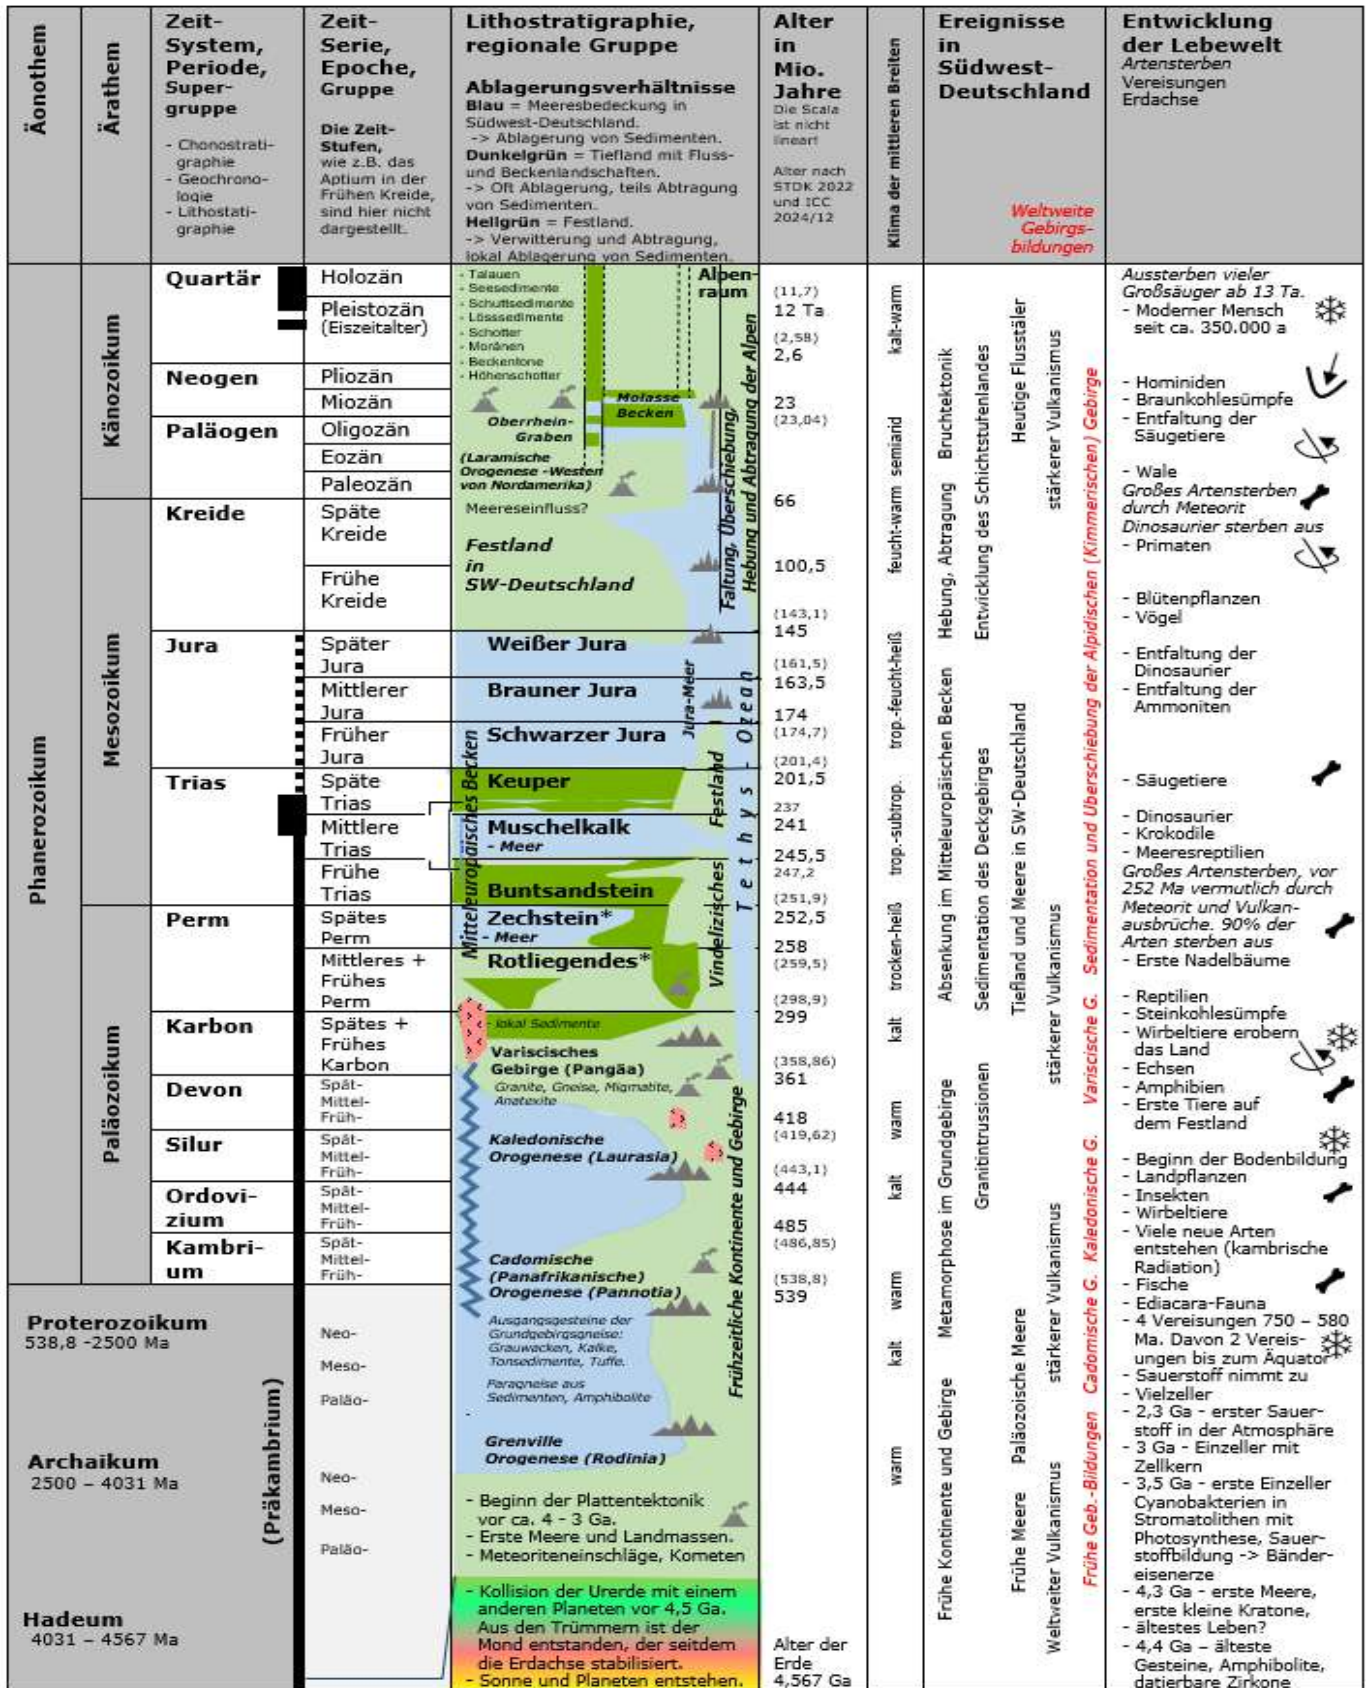 Äonothem
Ärathem
Zeit-
System,
Periode,
Super-
gruppe
- Chonostrati-
graphie
- Geochrono-
logie
- Lithostati-
graphie
Zeit-
Serie,
Epoche,
Gruppe
Die Zeit-
Stufen,
wie z.B. das
Aptium in der
Frühen Kreide,
sind hier nicht
dargestellt.
Lithostratigraphie,
regionale Gruppe
Ablagerungsverhältnisse
Blau = Meeresbedeckung in
Südwest-Deutschland.
-> Ablagerung von Sedimenten.
Dunkelgrün = Tiefland mit Fluss-
und Beckenlandschaften.
-> Oft Ablagerung, teils Abtragung
von Sedimenten.
Hellgrün = Festland.
-> Verwitterung und Abtragung,
lokal Ablagerung von Sedimenten.
Alter
in
Mio.
Jahre
Die Scala
ist nicht
linear!
Alter nach
STDK 2022
und ICC
2024/12
Klima der mittleren Breiten
Ereignisse
in
Südwest-
Deutschland
Weltweite
Gebirgs-
bildungen
Entwicklung
der Lebewelt
Artensterben
Vereisungen
Erdachse
Phanerozoikum
Känozoikum
Mesozoikum
Paläozoikum
Quartär
Neogen
Paläogen
Kreide
Jura
Trias
Perm
Karbon
Devon
Silur
Ordovi-
zium
Kambri-
um
Proterozoikum
538,8 -2500 Ma
Archaikum
2500 – 4031 Ma
Hadeum
4031 – 4567 Ma
(Präkambrium)
Holozän
Pleistozän
(Eiszeitalter)
Pliozän
Miozän
Oligozän
Eozän
Paleozän
Späte
Kreide
Frühe
Kreide
Später
Jura
Mittlerer
Jura
Früher
Jura
Späte
Trias
Mittlere
Trias
Frühe
Trias
Spätes
Perm
Mittleres +
Frühes
Perm
Spätes +
Frühes
Karbon
Spät-
Mittel-
Früh-
Spät-
Mittel-
Früh-
Spät-
Mittel-
Früh-
Spät-
Mittel-
Früh-
Neo-
Meso-
Paläo-
Neo-
Meso-
Paläo-
- Talauen
- Seesedimente
- Schuttsedimente
- Lösssedimente
- Schotter
- Moränen
- Beckentone
- Höhenschotter
Alpen-
raum
Molasse
Becken
Oberrhein-
Graben
(Laramische
Orogenese -Westen
von Nordamerika)
Meereseinfluss?
Festland
in
SW-Deutschland
Faltung, Überschiebung,
Hebung und Abtragung der Alpen
Weißer Jura
Brauner Jura
Schwarzer Jura
Jura-Meer
Keuper
Muschelkalk
- Meer
Buntsandstein
Zechstein*
- Meer
Rotliegendes*
Mitteleuropäisches Becken
Vindelizisches Festland
Tethys - Ozean
- lokal Sedimente
Variscisches
Gebirge (Pangäa)
Granite, Gneise, Migmatite,
Anatexite
Kaledonische
Orogenese (Laurasia)
Cadomische
(Panafrikanische)
Orogenese (Pannotia)
Ausgangsgesteine der
Grundgebirgsgneise:
Grauwacken, Kalke,
Tonsedimente, Tuffe.
Paragneise aus
Sedimenten, Amphibolite
-
Grenville
Orogenese (Rodinia)
Frühzeitliche Kontinente und Gebirge
- Beginn der Plattentektonik
vor ca. 4 - 3 Ga.
- Erste Meere und Landmassen.
- Meteoriteneinschläge, Kometen
- Kollision der Urerde mit einem
anderen Planeten vor 4,5 Ga.
Aus den Trümmern ist der
Mond entstanden, der seitdem
die Erdachse stabilisiert.
- Sonne und Planeten entstehen.
(11,7)
12 Ta
(2,58)
2,6
23
(23,04)
66
100,5
(143,1)
145
(161,5)
163,5
174
(174,7)
(201,4)
201,5
237
241
245,5
247,2
(251,9)
252,5
258
(259,5)
(298,9)
299
(358,86)
361
418
(419,62)
(443,1)
444
485
(486,85)
(538,8)
539
Alter der
Erde
4,567 Ga
kalt-warm
semiarid
feucht-warm
trop.-feucht-heiß
trop.-subtrop.
trocken-heiß
kalt
warm
kalt
warm
kalt
warm
Hebung, Abtragung Bruchtektonik
Absenkung im Mitteleuropäischen Becken
Metamorphose im Grundgebirge
Frühe Kontinente und Gebirge
Entwicklung des Schichtstufenlandes
Sedimentation des Deckgebirges
Granitintrussionen
Heutige Flusstäler
Tiefland und Meere in SW-Deutschland
Paläozoische Meere
Frühe Meere
stärkerer Vulkanismus
stärkerer Vulkanismus
stärkerer Vulkanismus
Weltweiter Vulkanismus
Frühe Geb.-Bildungen Cadomische G. Kaledonische G. Variscische G. Sedimentation und Überschiebung der Alpidischen (Kimmerischen) Gebirge
Aussterben vieler
Großsäuger ab 13 Ta.
- Moderner Mensch
seit ca. 350.000 a
- Hominiden
- Braunkohlesümpfe
- Entfaltung der
Säugetiere
- Wale
Großes Artensterben
durch Meteorit
Dinosaurier sterben aus
- Primaten
- Blütenpflanzen
- Vögel
- Entfaltung der
Dinosaurier
- Entfaltung der
Ammoniten
- Säugetiere
- Dinosaurier
- Krokodile
- Meeresreptilien
Großes Artensterben, vor
252 Ma vermutlich durch
Meteorit und Vulkan-
ausbrüche. 90% der
Arten sterben aus
- Erste Nadelbäume
- Reptilien
- Steinkohlesümpfe
- Wirbeltiere erobern
das Land
- Echsen
- Amphibien
- Erste Tiere auf
dem Festland
- Beginn der Bodenbildung
- Landpflanzen
- Insekten
- Wirbeltiere
- Viele neue Arten
entstehen (kambrische
Radiation)
- Fische
- Ediacara-Fauna
- 4 Vereisungen 750 – 580
Ma. Davon 2 Vereis-
ungen bis zum Äquator
- Sauerstoff nimmt zu
- Vielzeller
- 2,3 Ga - erster Sauer-
stoff in der Atmosphäre
- 3 Ga - Einzeller mit
Zellkern
- 3,5 Ga - erste Einzeller
Cyanobakterien in
Stromatolithen mit
Photosynthese, Sauer-
stoffbildung -> Bänder-
eisenerze
- 4,3 Ga - erste Meere,
erste kleine Kratone,
- ältestes Leben?
- 4,4 Ga – älteste
Gesteine, Amphibolite,
datierbare Zirkone